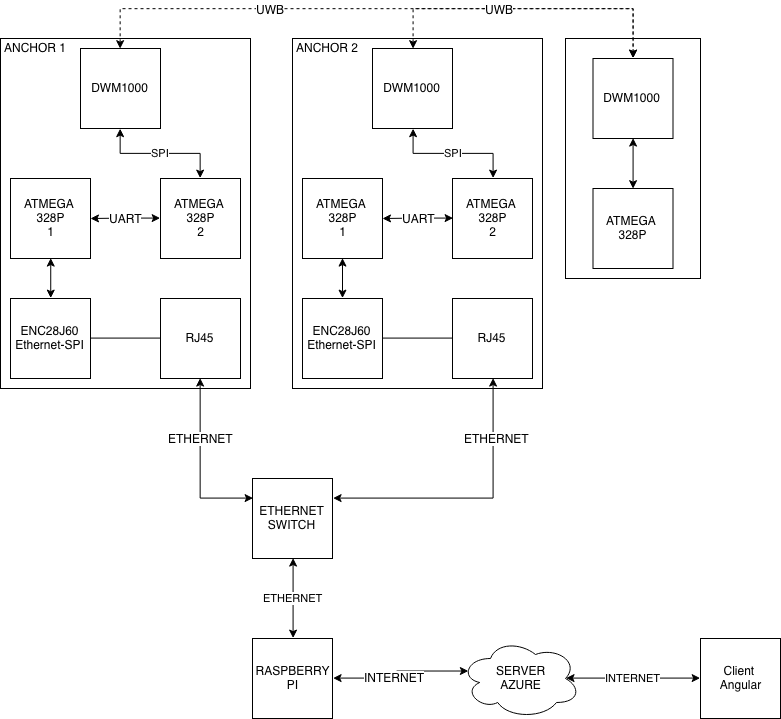 UWB
UWB
ANCHOR 1
ANCHOR 2
DWM1000
DWM1000
DWM1000
SPI
SPI
ATMEGA
328P
1
UART
ATMEGA
328P
2
ATMEGA
328P
1
UART
ATMEGA
328P
2
ATMEGA
328P
ENC28J60
Ethernet-SPI
RJ45
ENC28J60
Ethernet-SPI
RJ45
ETHERNET
ETHERNET
ETHERNET
SWITCH
ETHERNET
RASPBERRY
PI
INTERNET
SERVER
AZURE
INTERNET
Client
Angular